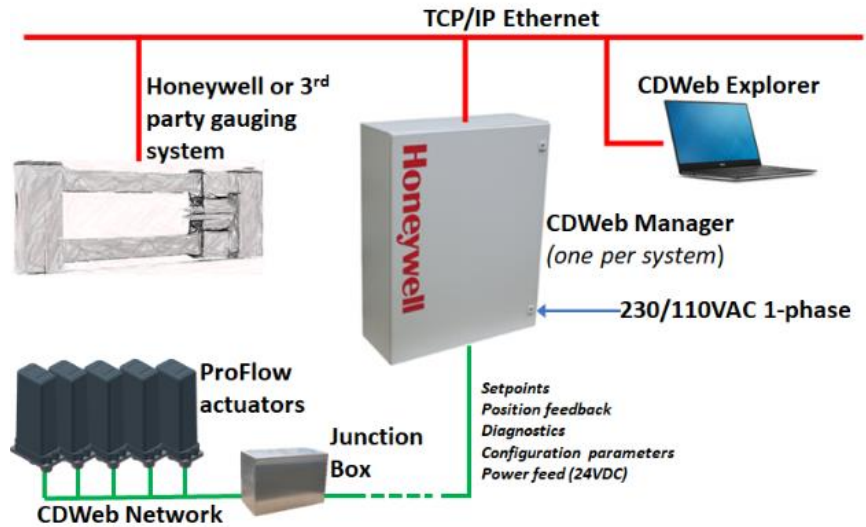 TCP/IP Ethernet
Honeywell or 3rd
party gauging
system
CDWeb Explorer
Honeywell
CDWeb Manager
(one per system)
230/110VAC 1-phase
ProFlow
actuators
Junction
Box
CDWeb Network
Setpoints
Position feedback
Diagnostics
Configuration parameters
Power feed (24VDC)